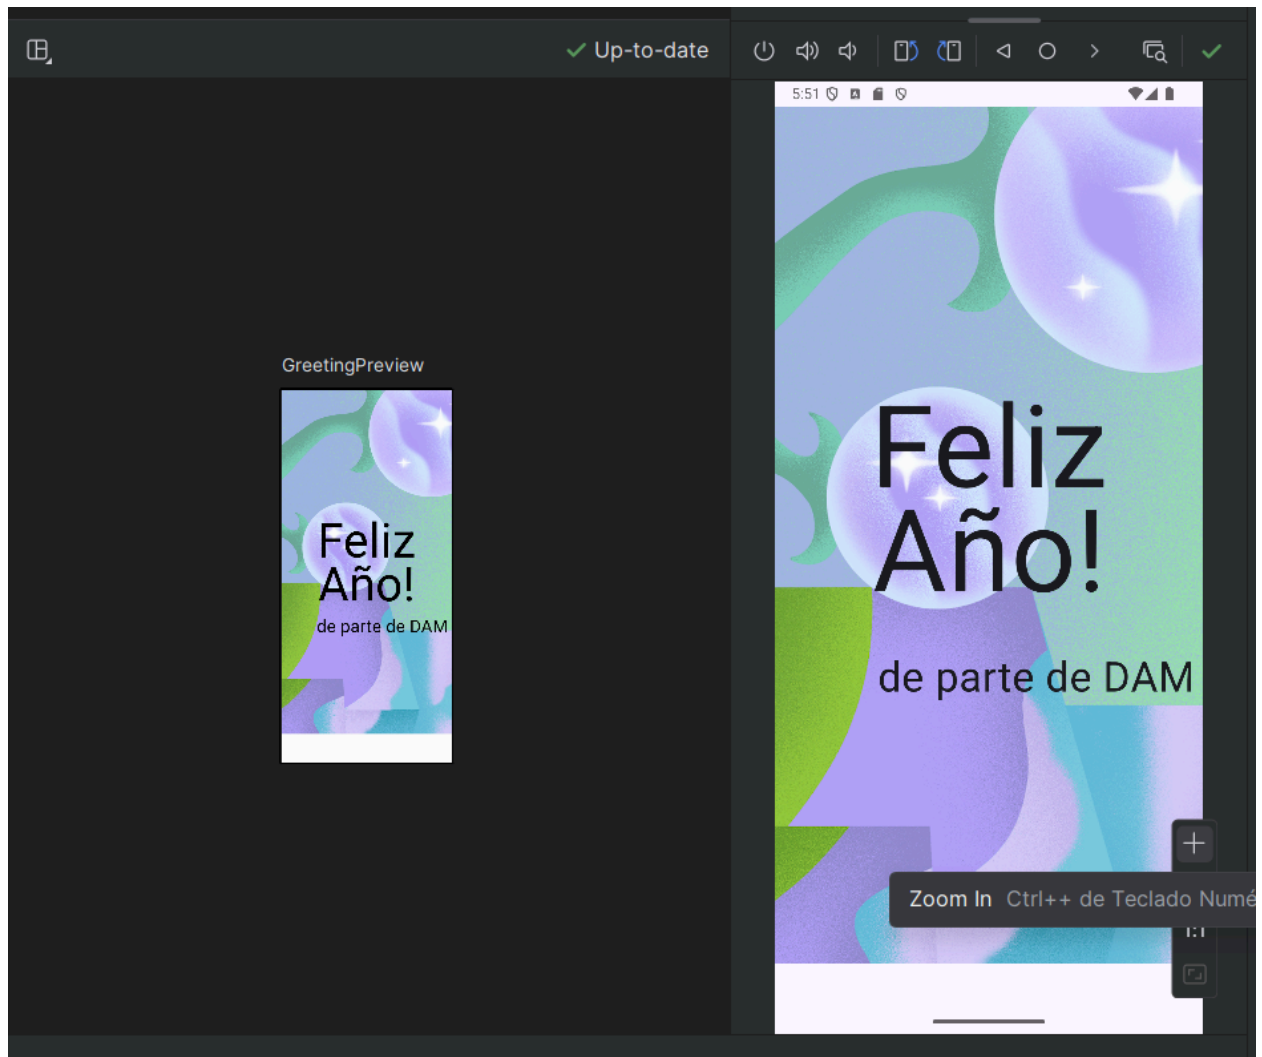 Up-to-date
5:51
GreetingPreview
Feliz
Año!
de parte de DAM
Feliz
Año!
de parte de DAM
Zoom In Ctrl++ de Teclado Numé
1:1